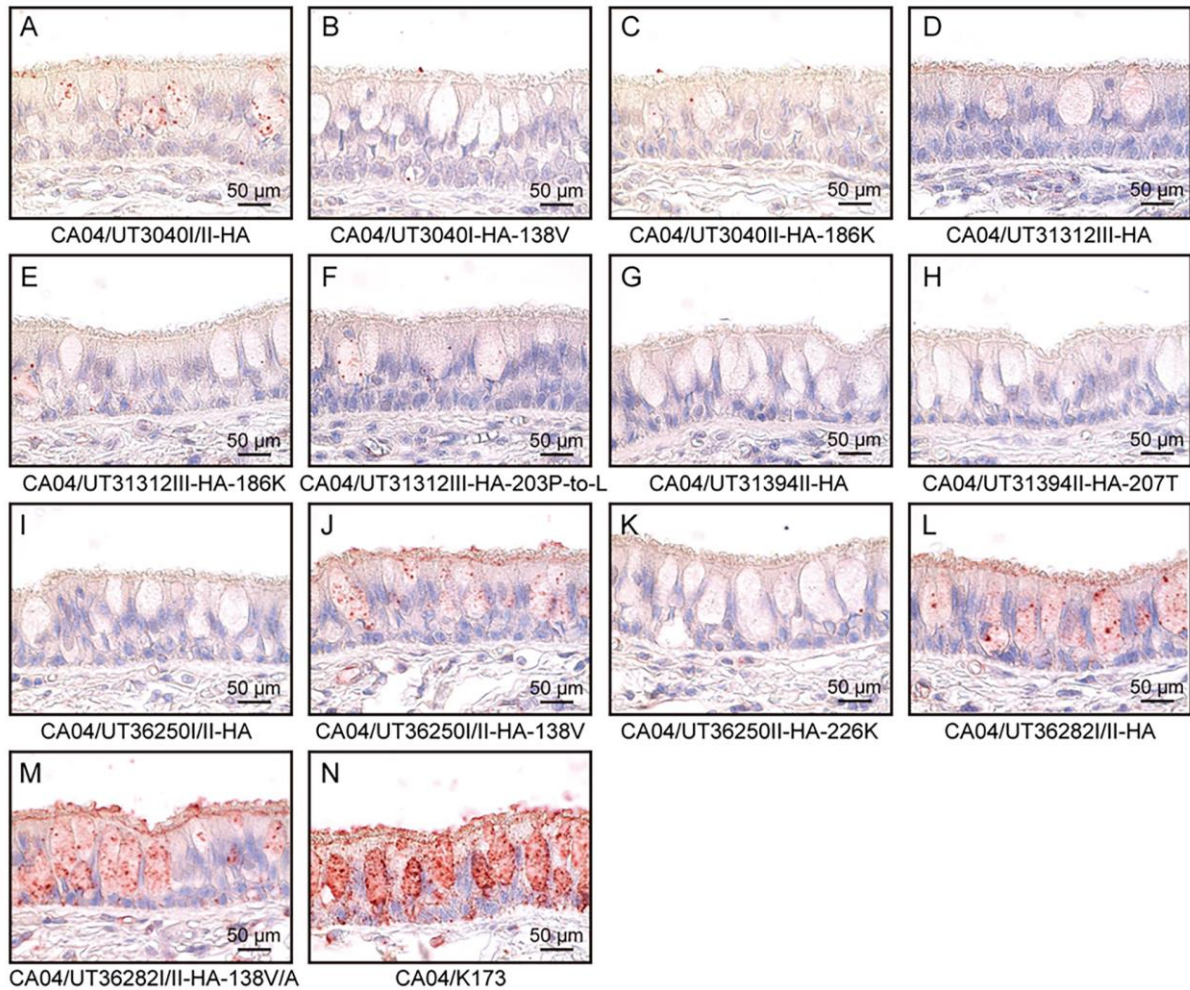 A B C D
50 µm 50 µm 50 µm 50 µm
CA04/UT3040I/II-HA CA04/UT3040I-HA-138V CA04/UT3040II-HA-186K CA04/UT31312III-HA
E F G H
50 µm 50 µm 50 µm 50 µm
CA04/UT31312III-HA-186K CA04/UT31312III-HA-203P-to-L CA04/UT31394II-HA CA04/UT31394II-HA-207T
I J K L
50 µm 50 µm 50 µm 50 µm
CA04/UT36250I/II-HA CA04/UT36250I/II-HA-138V CA04/UT36250II-HA-226K CA04/UT36282I/II-HA
M N
50 µm 50 µm
CA04/UT36282I/II-HA-138V/A CA04/K173